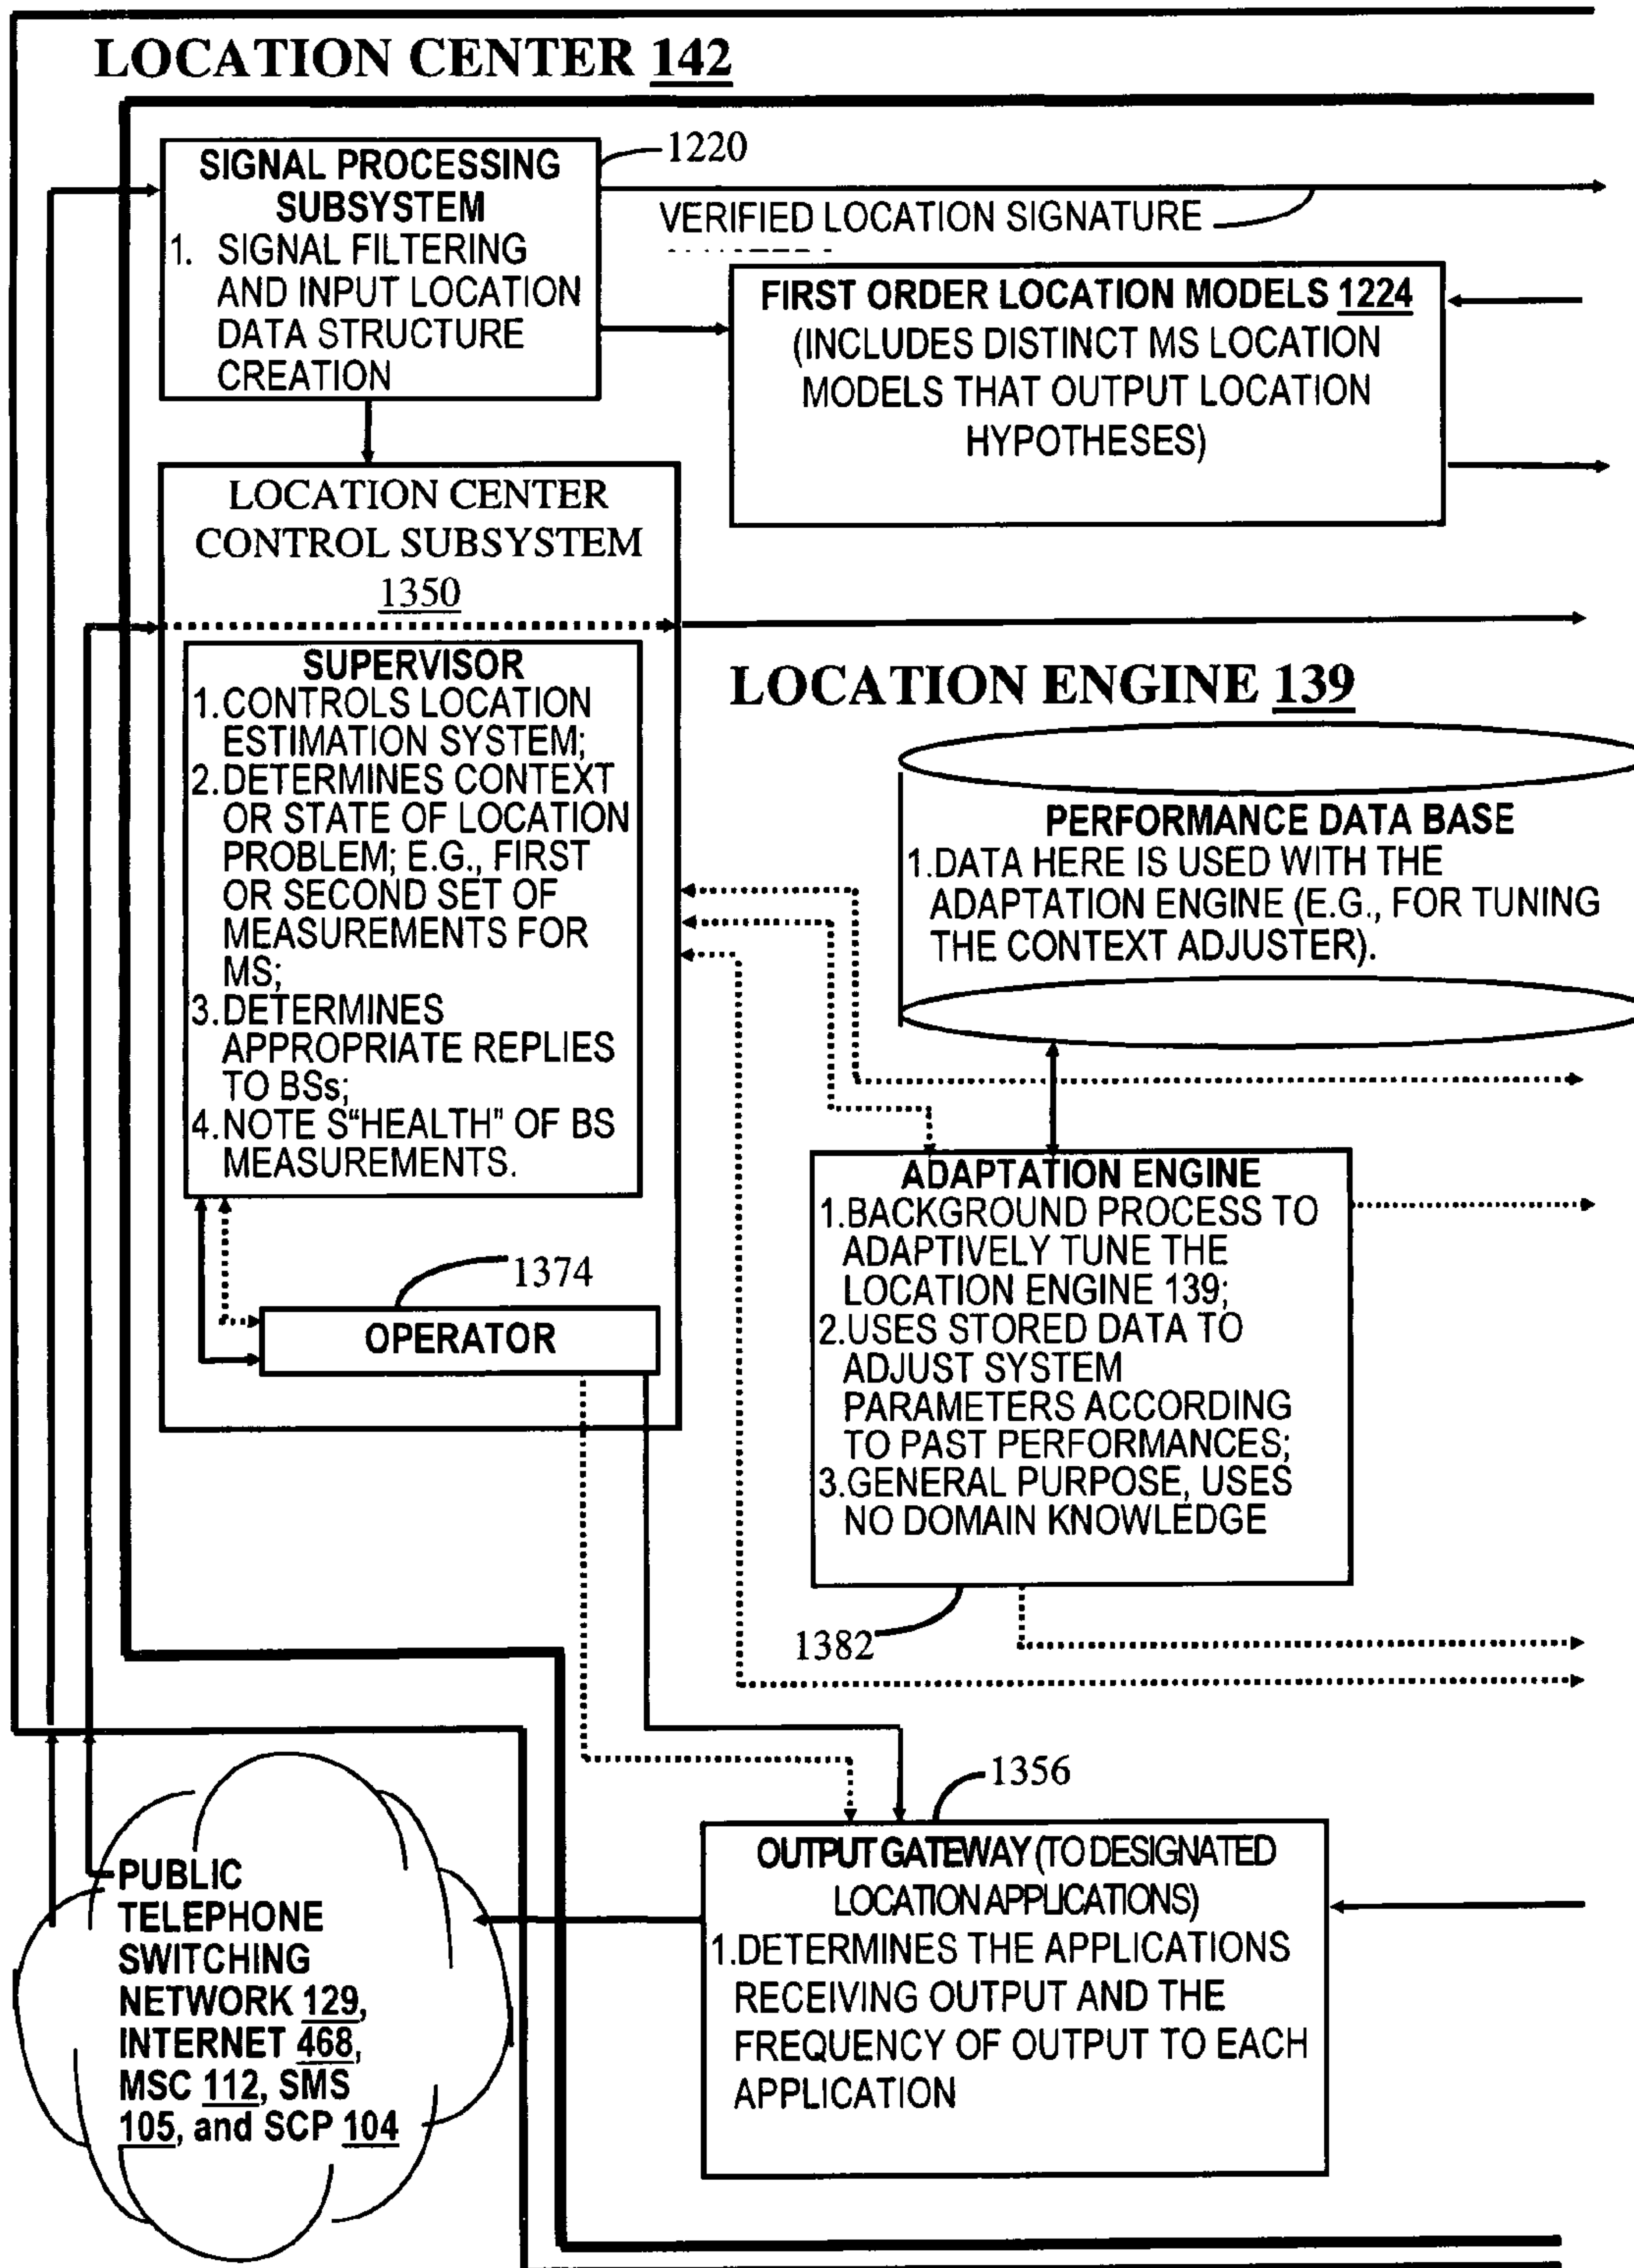 LOCATION CENTER 142
SIGNAL PROCESSING
SUBSYSTEM
1. SIGNAL FILTERING
AND INPUT LOCATION
DATA STRUCTURE
CREATION
1220
VERIFIED LOCATION SIGNATURE
FIRST ORDER LOCATION MODELS 1224
(INCLUDES DISTINCT MS LOCATION
MODELS THAT OUTPUT LOCATION
HYPOTHESES)
LOCATION CENTER
CONTROL SUBSYSTEM
1350
SUPERVISOR
1.CONTROLS LOCATION
ESTIMATION SYSTEM;
2.DETERMINES CONTEXT
OR STATE OF LOCATION
PROBLEM; E.G., FIRST
OR SECOND SET OF
MEASUREMENTS FOR
MS;
3.DETERMINES
APPROPRIATE REPLIES
TO BSs;
4.NOTE S“HEALTH” OF BS
MEASUREMENTS.
1374
OPERATOR
LOCATION ENGINE 139
PERFORMANCE DATA BASE
1.DATA HERE IS USED WITH THE
ADAPTATION ENGINE (E.G., FOR TUNING
THE CONTEXT ADJUSTER).
ADAPTATION ENGINE
1.BACKGROUND PROCESS TO
ADAPTIVELY TUNE THE
LOCATION ENGINE 139;
2.USES STORED DATA TO
ADJUST SYSTEM
PARAMETERS ACCORDING
TO PAST PERFORMANCES;
3.GENERAL PURPOSE, USES
NO DOMAIN KNOWLEDGE
1382
1356
OUTPUT GATEWAY (TO DESIGNATED
LOCATION APPLICATIONS)
1.DETERMINES THE APPLICATIONS
RECEIVING OUTPUT AND THE
FREQUENCY OF OUTPUT TO EACH
APPLICATION
PUBLIC
TELEPHONE
SWITCHING
NETWORK 129,
INTERNET 468,
MSC 112, SMS
105, and SCP 104